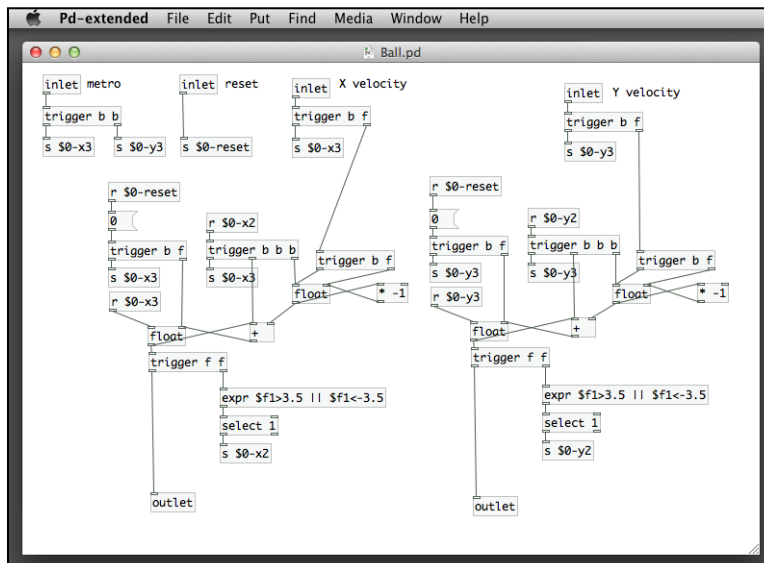 Pd-extended File Edit Put Find Media Window Help
Ball.pd
inlet metro
trigger b b
s $0-x3 s $0-y3
inlet reset
s $0-reset
inlet X velocity
trigger b f
s $0-x3
inlet Y velocity
trigger b f
s $0-y3
r $0-reset
0
trigger b f
s $0-x3
r $0-x3
r $0-x2
trigger b b b
s $0-x3
trigger b f
float
* -1
float
+
trigger f f
expr $f1>3.5 || $f1<-3.5
select 1
s $0-x2
outlet
r $0-reset
0
trigger b f
s $0-y3
r $0-y3
r $0-y2
trigger b b b
s $0-y3
trigger b f
float
* -1
float
+
trigger f f
expr $f1>3.5 || $f1<-3.5
select 1
s $0-y2
outlet